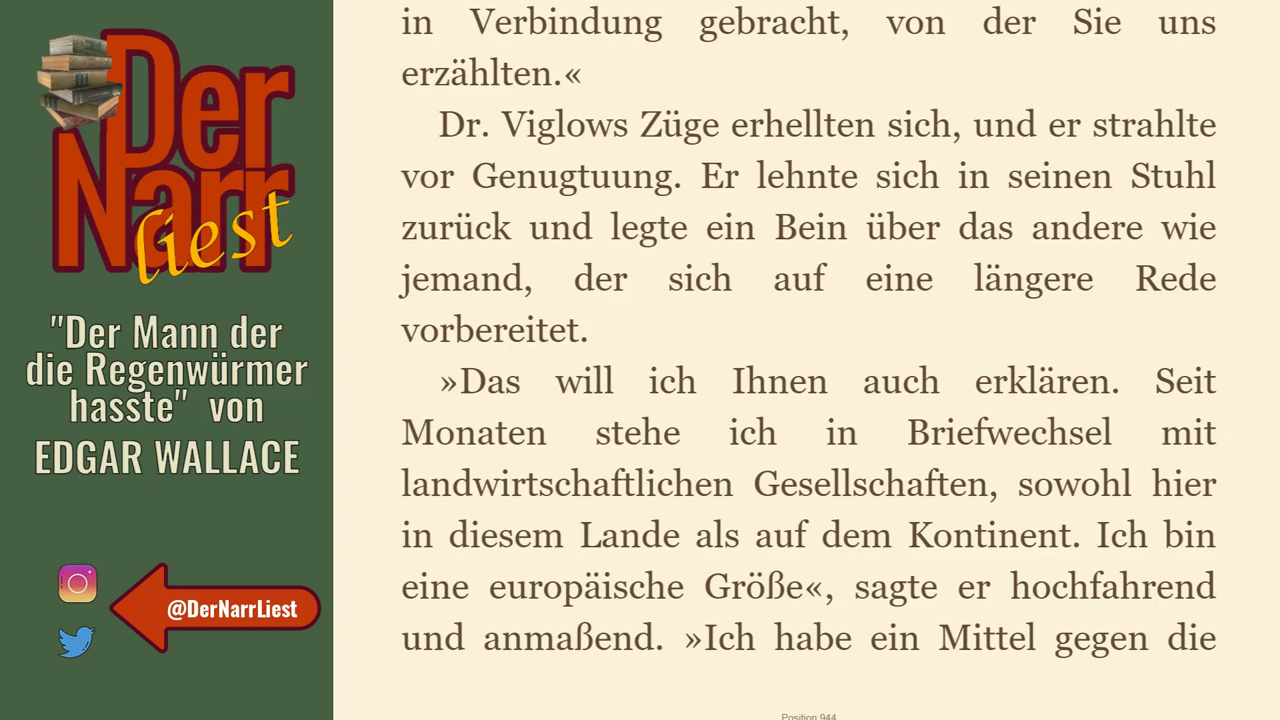 Der
Narr
liest
"Der Mann der
die Regenwürmer
hasste" von
EDGAR WALLACE
@DerNarrLiest
in Verbindung gebracht, von der Sie uns
erzählten.«
Dr. Viglows Züge erhellten sich, und er strahlte
vor Genugtuung. Er lehnte sich in seinen Stuhl
zurück und legte ein Bein über das andere wie
jemand, der sich auf eine längere Rede
vorbereitet.
»Das will ich Ihnen auch erklären. Seit
Monaten stehe ich in Briefwechsel mit
landwirtschaftlichen Gesellschaften, sowohl hier
in diesem Lande als auf dem Kontinent. Ich bin
eine europäische Größe«, sagte er hochfahrend
und anmaßend. »Ich habe ein Mittel gegen die
Position 944